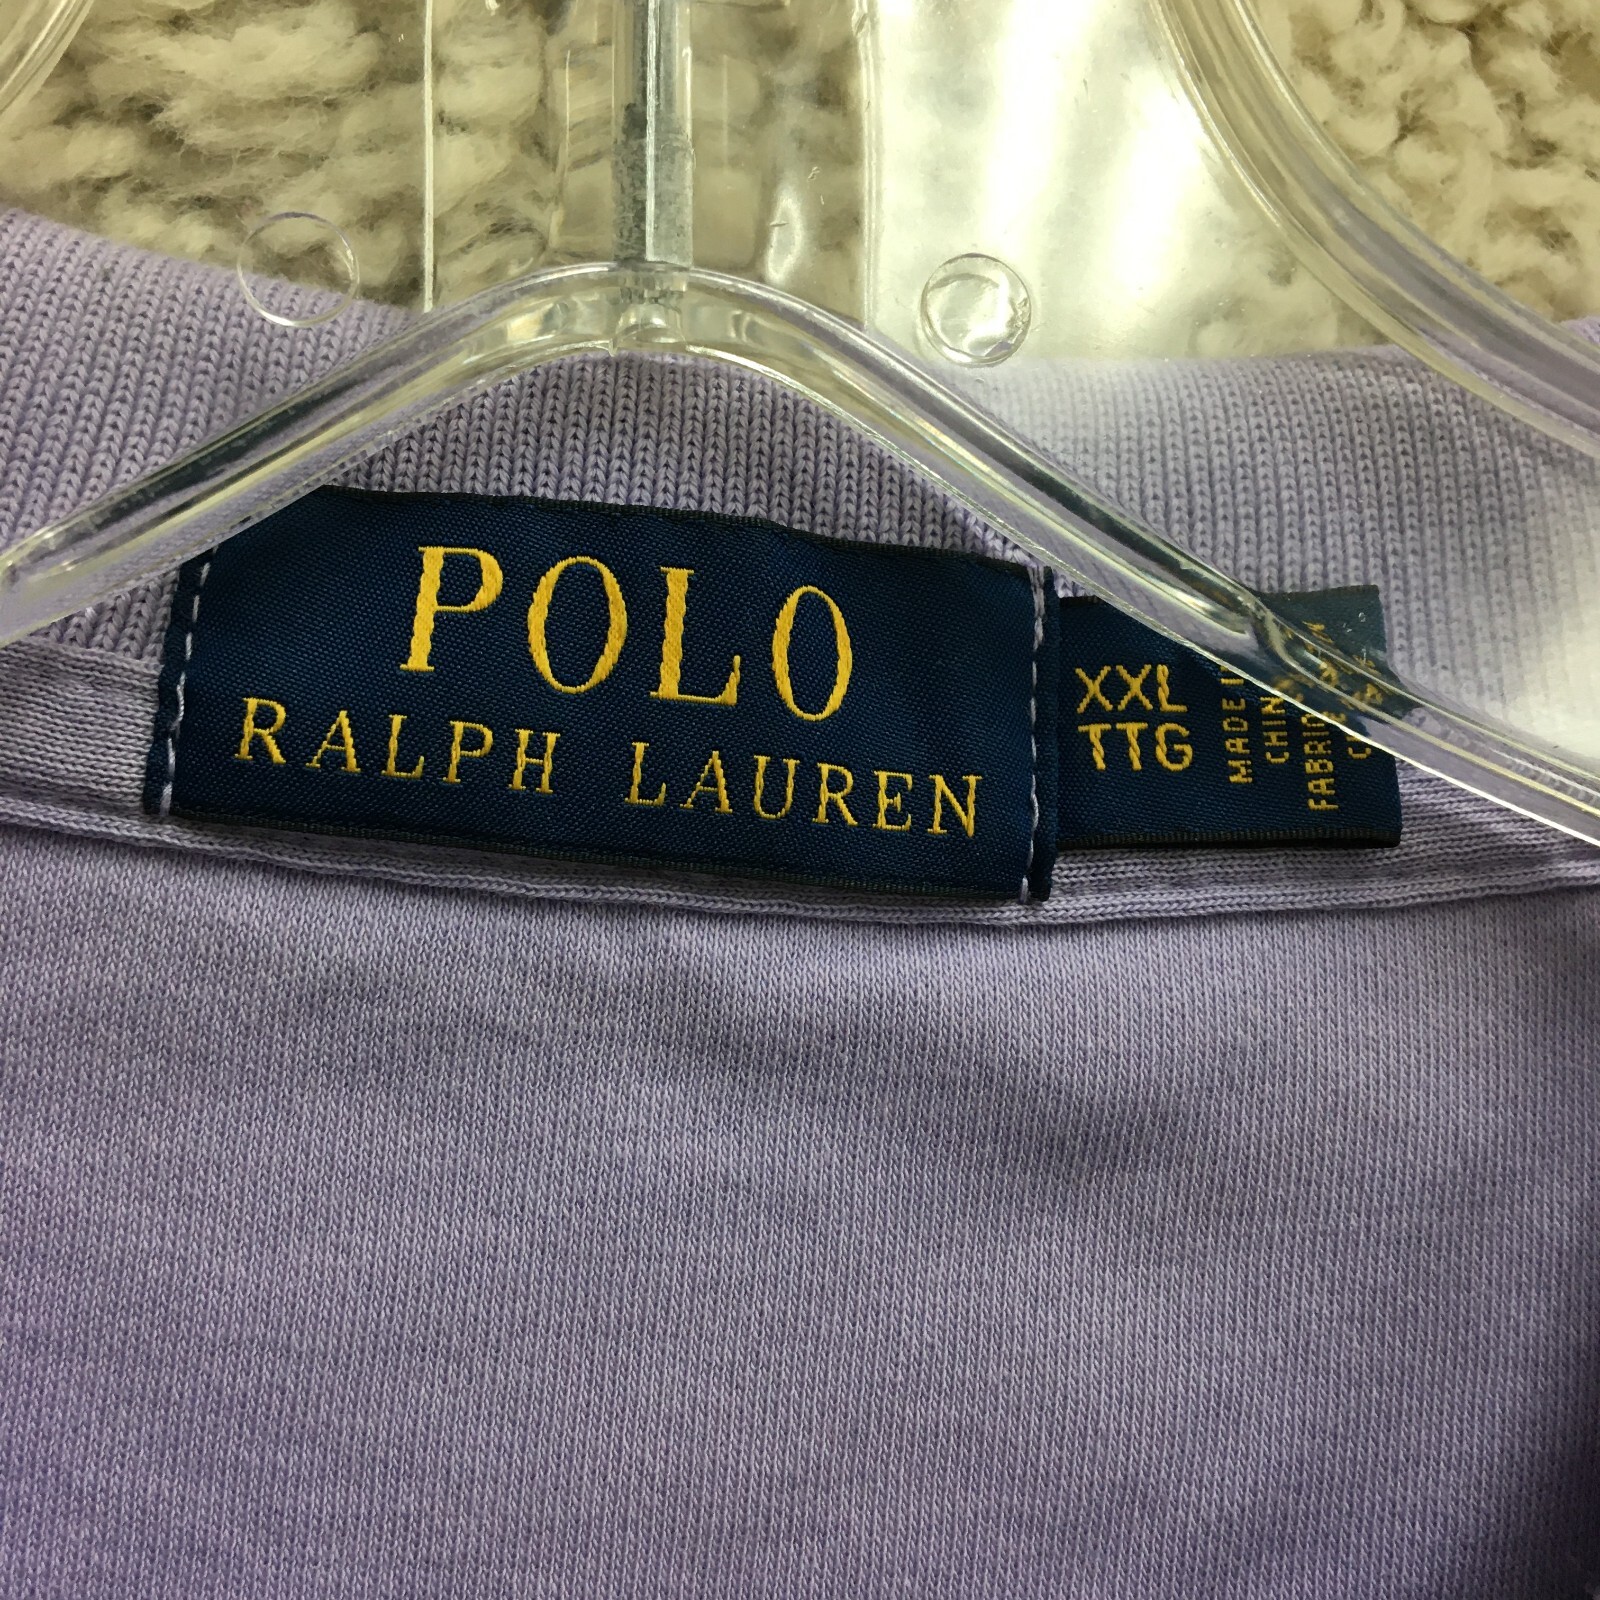 POLO
RALPH LAUREN
XXL
TTG
MADE
CHIN
FABRI